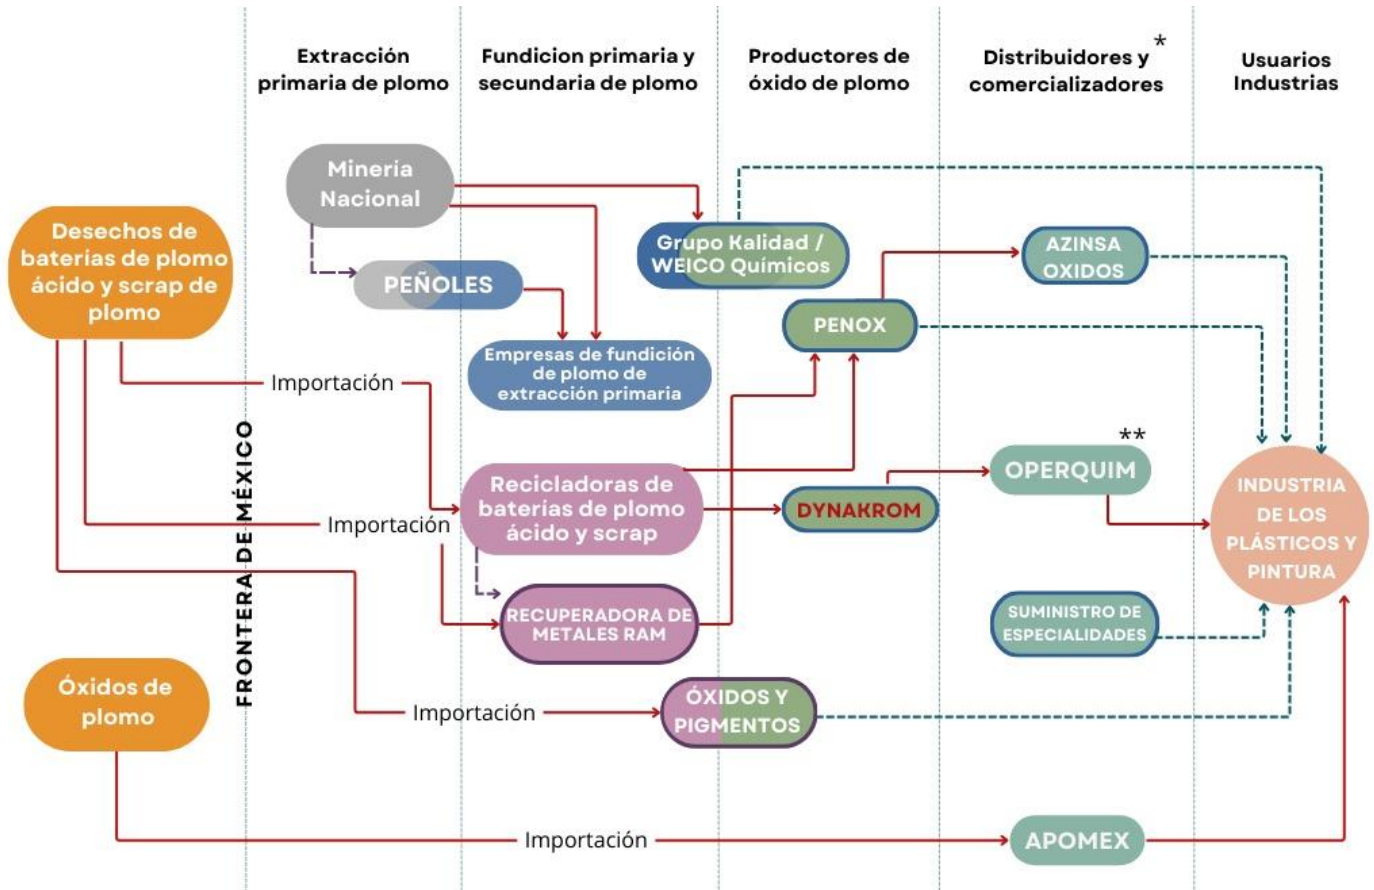 Extracción
primaria de plomo
Fundicion primaria y
secundaria de plomo
Productores de
óxido de plomo
Distribuidores y *
comercializadores
Usuarios
Industrias
Minería
Nacional
Desechos de
baterías de plomo
ácido y scrap de
plomo
Grupo Kalidad /
WEICO Químicos
AZINSA
OXIDOS
PEÑOLES
PENOX
Empresas de fundición
de plomo de
extracción primaria
Importación
FRONTERA DE MÉXICO
**
OPERQUIM
Recicladoras de
baterías de plomo
ácido y scrap
DYNAKROM
INDUSTRIA
DE LOS
PLÁSTICOS Y
PINTURA
Importación
RECUPERADORA DE
METALES RAM
SUMINISTRO DE
ESPECIALIDADES
Óxidos de
plomo
Importación
ÓXIDOS Y
PIGMENTOS
Importación
APOMEX